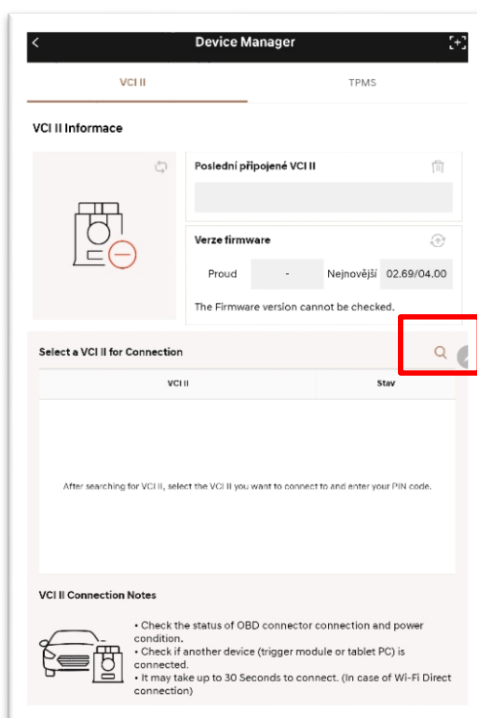 Device Manager
VCI II
TPMS
VCI II Informace
Poslední připojené VCI II
Verze firmware
Proud
-
Nejnovější
02.69/04.00
The Firmware version cannot be checked.
Select a VCI II for Connection
VCI II
Stav
After searching for VCI II, select the VCI II you want to connect to and enter your PIN code.
VCI II Connection Notes
• Check the status of OBD connector connection and power
condition.
• Check if another device (trigger module or tablet PC) is
connected.
• It may take up to 30 Seconds to connect. (In case of Wi-Fi Direct
connection)